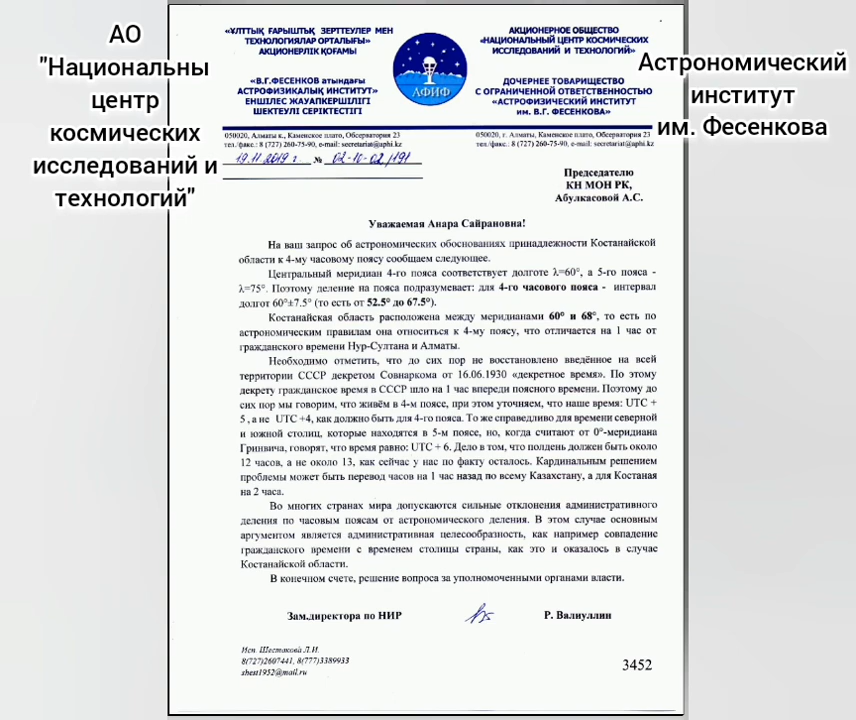 АО
"Национальны
центр
космических
исследований и
технологий"
Астрономический
институт
им. Фесенкова
«ҰЛТТЫҚ ҒАРЫШТЫҚ ЗЕРТТЕУЛЕР МЕН
ТЕХНОЛОГИЯЛАР ОРТАЛЫҒЫ»
АКЦИОНЕРЛІК ҚОҒАМЫ
«В.Г.ФЕСЕНКОВ атындағы
АСТРОФИЗИКАЛЫҚ ИНСТИТУТ»
ЕНШІЛЕС ЖАУАПКЕРШІЛІГІ
ШЕКТЕУЛІ СЕРІКТЕСТІГІ
АФИФ
АКЦИОНЕРНОЕ ОБЩЕСТВО
«НАЦИОНАЛЬНЫЙ ЦЕНТР КОСМИЧЕСКИХ
ИССЛЕДОВАНИЙ И ТЕХНОЛОГИЙ»
ДОЧЕРНЕЕ ТОВАРИЩЕСТВО
С ОГРАНИЧЕННОЙ ОТВЕТСТВЕННОСТЬЮ
«АСТРОФИЗИЧЕСКИЙ ИНСТИТУТ
им. В.Г. ФЕСЕНКОВА»
050020, Алматы к., Каменское плато, Обсерватория 23
тел./факс.: 8 (727) 260-75-90, e-mail: secretariat@aphi.kz
050020, г. Алматы, Каменское плато, Обсерватория 23
тел./факс.: 8 (727) 260-75-90, e-mail: secretariat@aphi.kz
19.11.2019 г. № 02-10-02/191
Председателю
КН МОН РК,
Абулкасовой А.С.
Уважаемая Анара Сайрановна!
На ваш запрос об астрономических обоснованиях принадлежности Костанайской
области к 4-му часовому поясу сообщаем следующее.
Центральный меридиан 4-го пояса соответствует долготе λ=60°, а 5-го пояса -
λ=75°. Поэтому деление на пояса подразумевает: для 4-го часового пояса - интервал
долгот 60°±7.5° (то есть от 52.5° до 67.5°).
Костанайская область расположена между меридианами 60° и 68°, то есть по
астрономическим правилам она относиться к 4-му поясу, что отличается на 1 час от
гражданского времени Нур-Султана и Алматы.
Необходимо отметить, что до сих пор не восстановлено введённое на всей
территории СССР декретом Совнаркома от 16.06.1930 «декретное время». По этому
декрету гражданское время в СССР шло на 1 час впереди поясного времени. Поэтому до
сих пор мы говорим, что живём в 4-м поясе, при этом уточняем, что наше время: UTC +
5 , а не UTC +4, как должно быть для 4-го пояса. То же справедливо для времени северной
и южной столиц, которые находятся в 5-м поясе, но, когда считают от 0°-меридиана
Гринвича, говорят, что время равно: UTC + 6. Дело в том, что полдень должен быть около
12 часов, а не около 13, как сейчас у нас по факту осталось. Кардинальным решением
проблемы может быть перевод часов на 1 час назад по всему Казахстану, а для Костаная
на 2 часа.
Во многих странах мира допускаются сильные отклонения административного
деления по часовым поясам от астрономического деления. В этом случае основным
аргументом является административная целесообразность, как например совпадение
гражданского времени с временем столицы страны, как это и оказалось в случае
Костанайской области.
В конечном счете, решение вопроса за уполномоченными органами власти.
Зам.директора по НИР
Р. Валиуллин
Исп. Шестакова Л.И.
8(727)2607441, 8(777)3389933
shest1952@mail.ru
3452